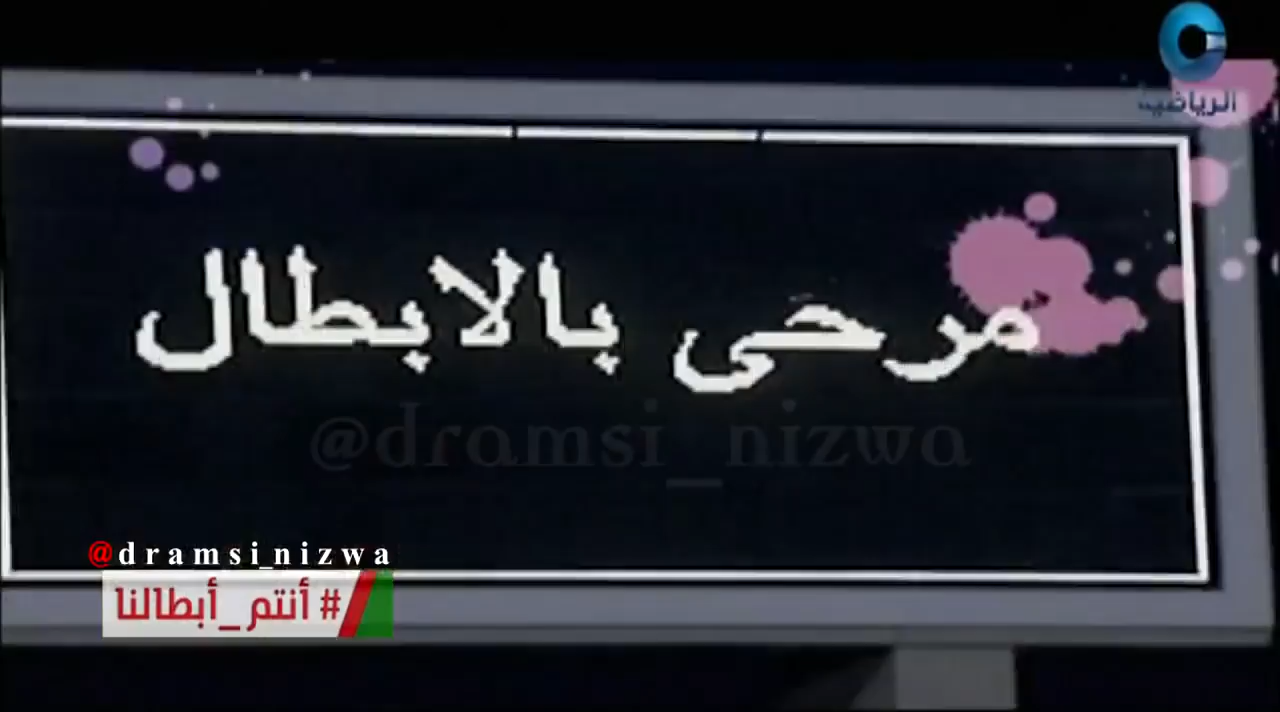 الرياضية
مرحى بالابطال
@dramsi_nizwa
@dramsi_nizwa
# أنتم_أبطالنا